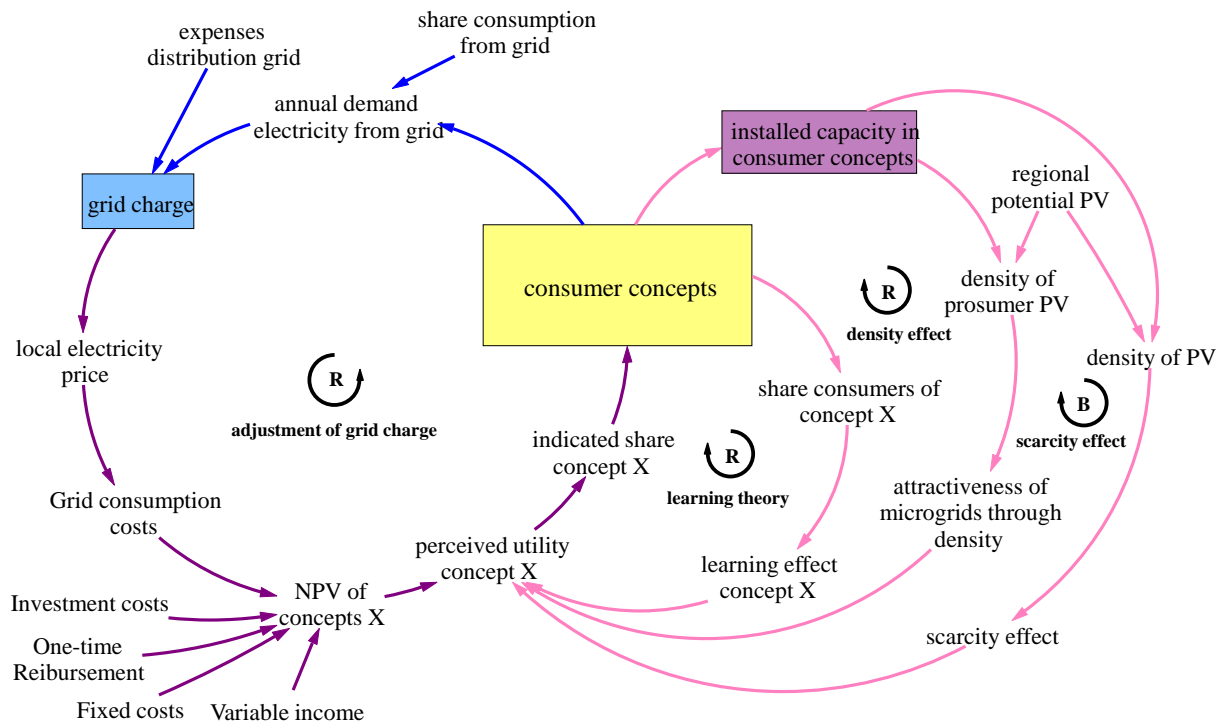 expenses
distribution grid
share consumption
from grid
annual demand
electricity from grid
installed capacity in
consumer concepts
regional
potential PV
grid charge
consumer concepts
density of
prosumer PV
R
density effect
local electricity
price
density of PV
R
adjustment of grid charge
share consumers of
concept X
B
scarcity effect
indicated share
concept X
R
learning theory
Grid consumption
costs
attractiveness of
microgrids through
density
perceived utility
concept X
learning effect
concept X
NPV of
concepts X
Investment costs
One-time
Reibursement
Fixed costs
Variable income
scarcity effect